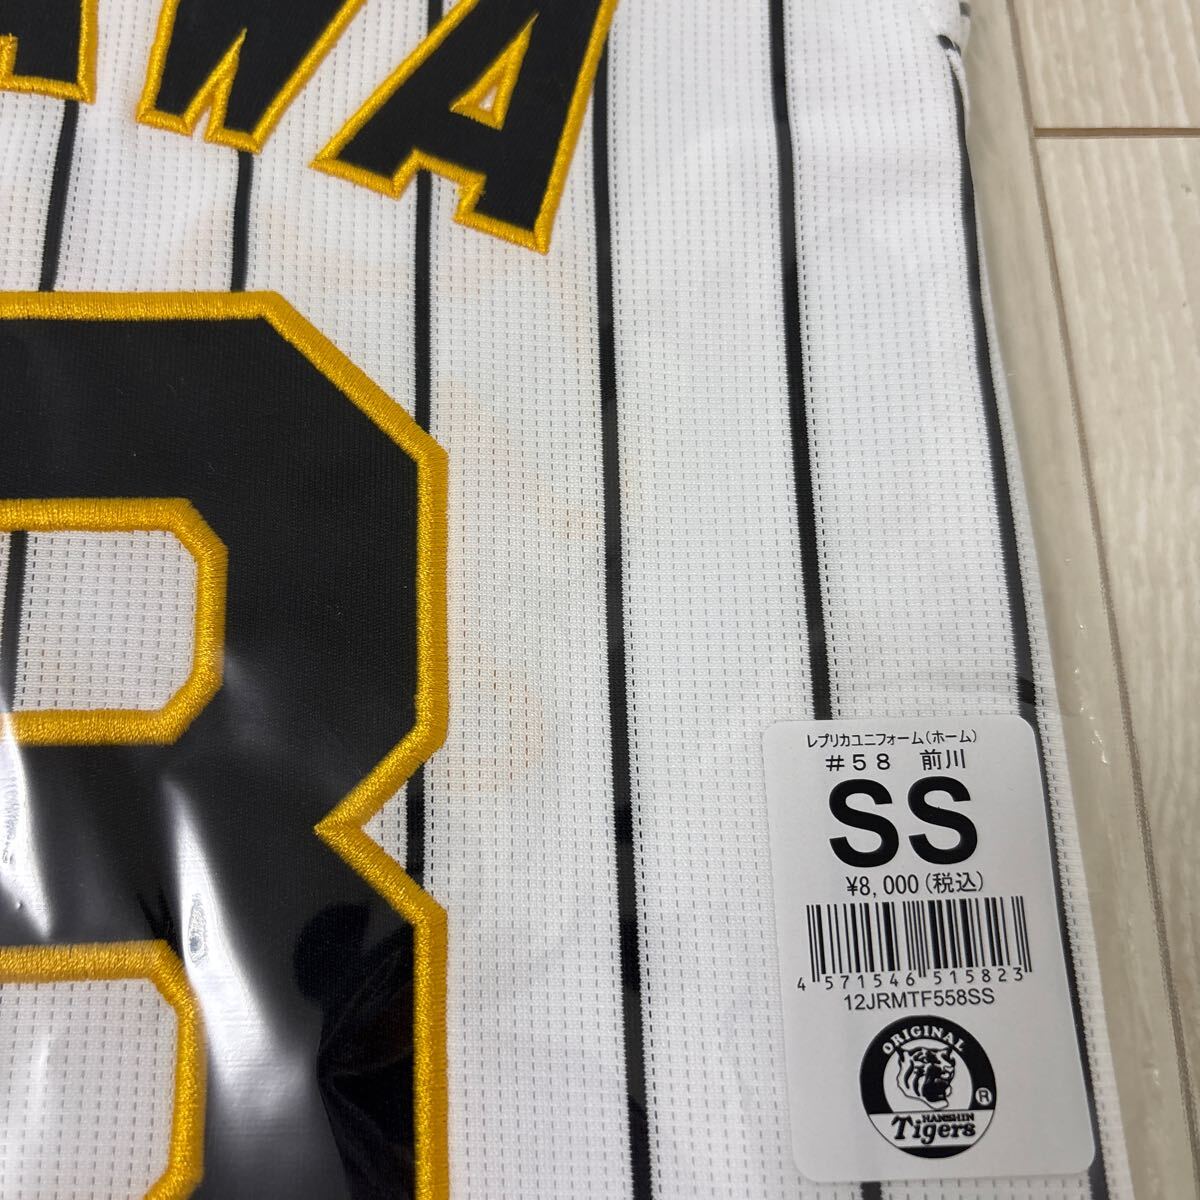 AWA
8
レプリカユニフォーム(ホーム)
#58 前川
SS
¥8,000(税込)
4 571546 515823
12JRMTF558SS
ORIGINAL
HANSHIN
Tigers
®